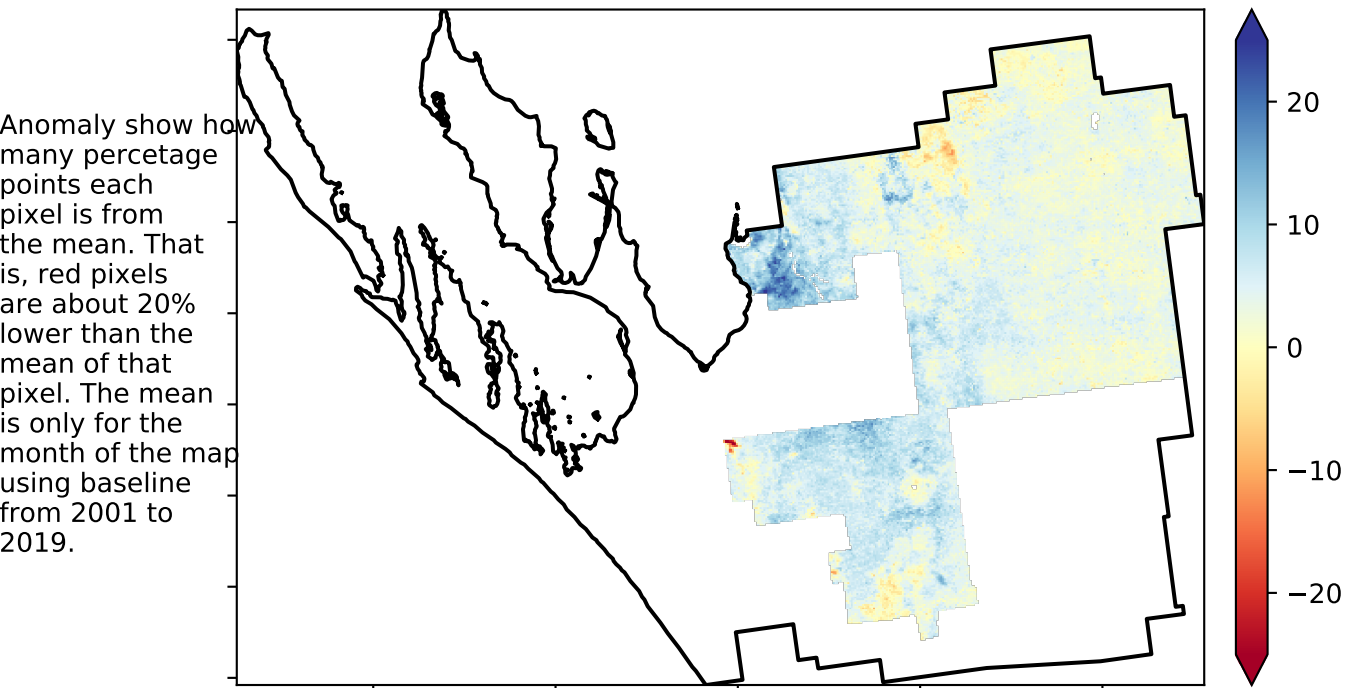 Anomaly show how
many percetage
points each
pixel is from
the mean. That
is, red pixels
are about 20%
lower than the
mean of that
pixel. The mean
is only for the
month of the map
using baseline
from 2001 to
2019.
20
10
0
−10
−20